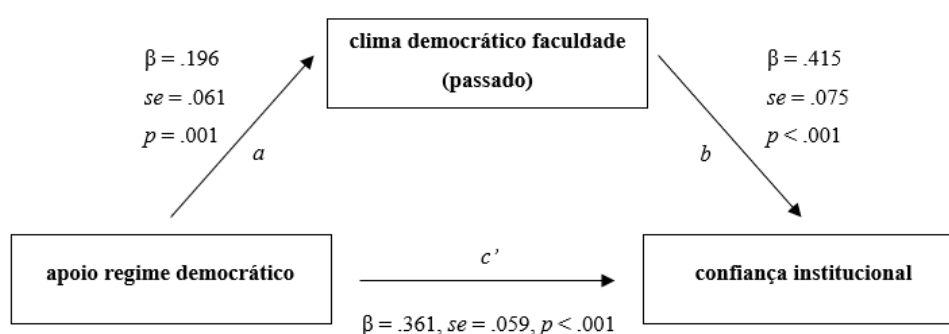 clima democrático faculdade
(passado)
β = .196
se = .061
p = .001
a
β = .415
se = .075
p < .001
b
apoio regime democrático
c’
confiança institucional
β = .361, se = .059, p < .001